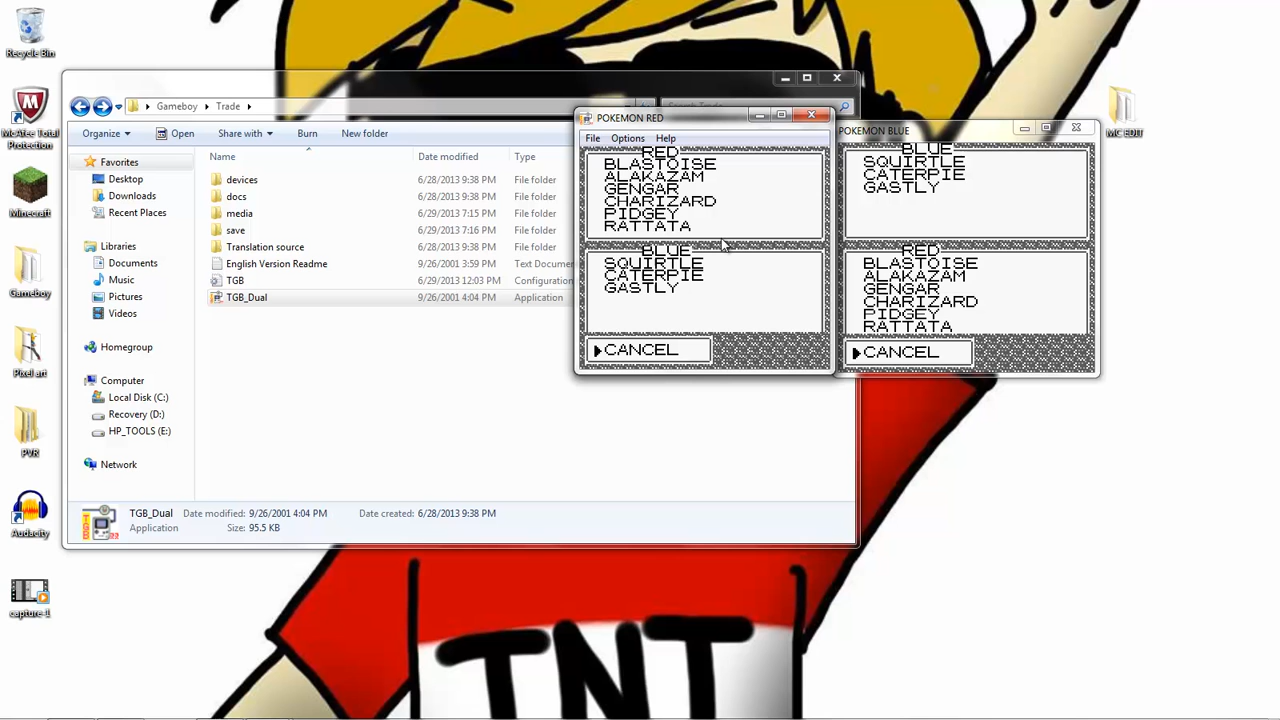 Recycle Bin
McAfee Total
Protection
Minecraft
Gameboy
Pixel art
PVR
Audacity
capture-1
MC EDIT
Gameboy
Trade
Organize
Open
Share with
Burn
New folder
Favorites
Desktop
Downloads
Recent Places
Libraries
Documents
Music
Pictures
Videos
Homegroup
Computer
Local Disk (C:)
Recovery (D:)
HP_TOOLS (E:)
Network
Name Date modified Type
devices 6/28/2013 9:38 PM File folder
docs 6/28/2013 9:38 PM File folder
media 6/29/2013 7:15 PM File folder
save 6/29/2013 7:16 PM File folder
Translation source 6/28/2013 9:38 PM File folder
English Version Readme 9/26/2001 3:59 PM Text Docume
TGB 6/29/2013 12:03 PM Configuration
TGB_Dual 9/26/2001 4:04 PM Application
TGB_Dual Date modified: 9/26/2001 4:04 PM Date created: 6/28/2013 9:38 PM
Application Size: 95.5 KB
POKEMON RED
File Options Help
RED
BLASTOISE
ALAKAZAM
GENGAR
CHARIZARD
PIDGEY
RATTATA
BLUE
SQUIRTLE
CATERPIE
GASTLY
CANCEL
POKEMON BLUE
BLUE
SQUIRTLE
CATERPIE
GASTLY
RED
BLASTOISE
ALAKAZAM
GENGAR
CHARIZARD
PIDGEY
RATTATA
CANCEL
TNT